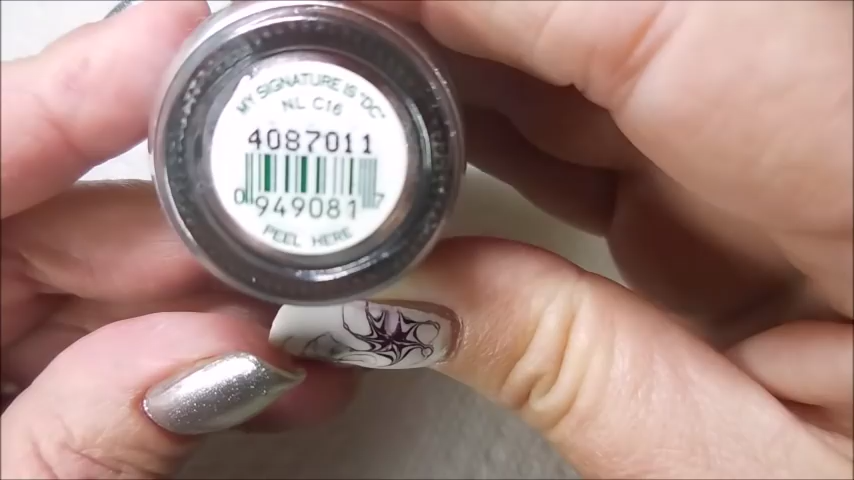 MY SIGNATURE IS "DC"
NL C16
4087011
0 949081 7
PEEL HERE